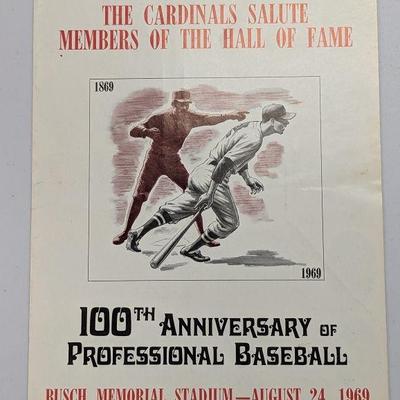 THE CARDINALS SALUTE
MEMBERS OF THE HALL OF FAME
1869
1969
100TH ANNIVERSARY OF
PROFESSIONAL BASEBALL
BUSCH MEMORIAL STADIUM—AUGUST 24, 1969